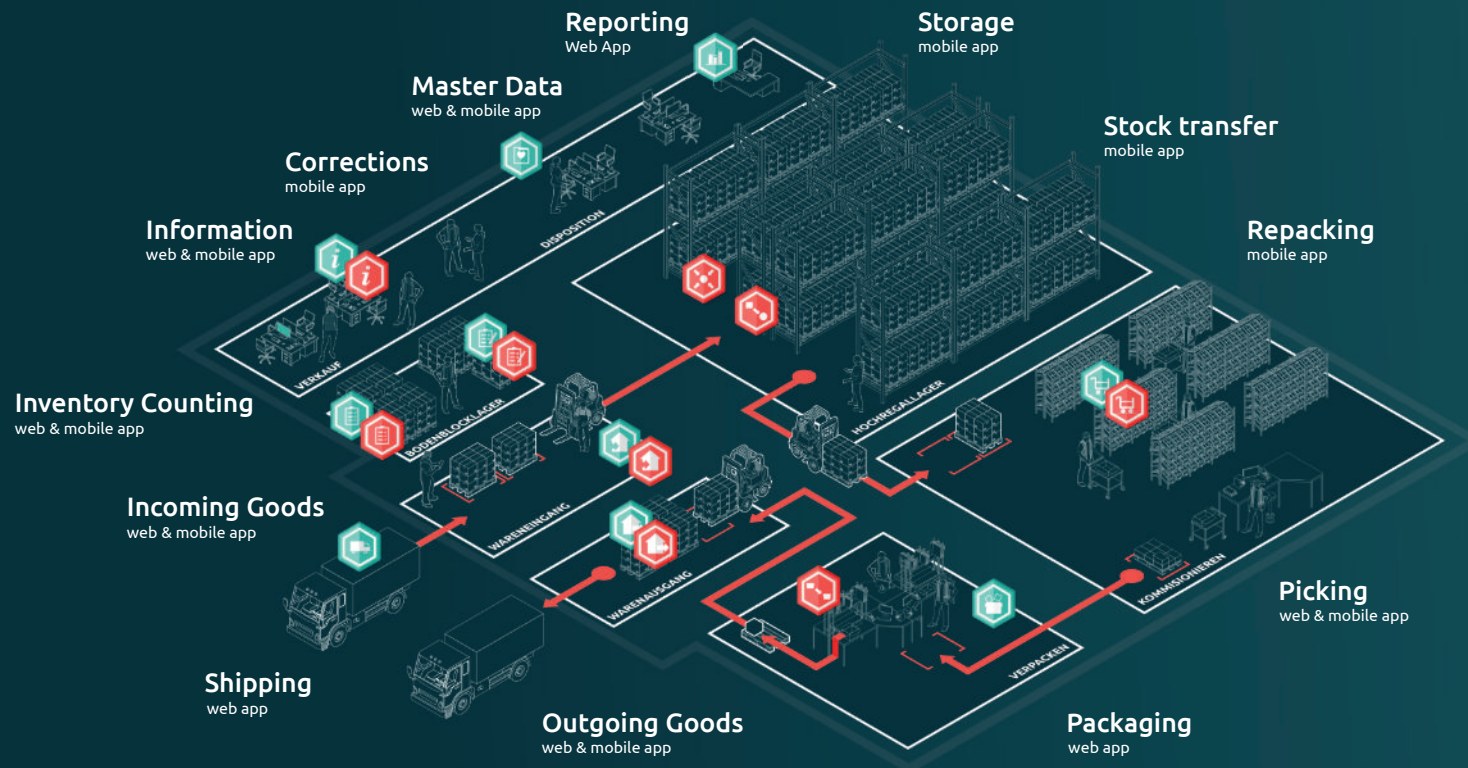 Reporting
Web App
Storage
mobile app
Master Data
web & mobile app
Stock transfer
mobile app
Corrections
mobile app
Information
web & mobile app
Repacking
mobile app
DISPOSITION
VERKAUF
Inventory Counting
web & mobile app
BODENBLOCKLAGER
HOCHREGALLAGER
Incoming Goods
web & mobile app
WARENEINGANG
WARENAUSGANG
KOMMISIONIEREN
Picking
web & mobile app
VERPACKEN
Shipping
web app
Outgoing Goods
web & mobile app
Packaging
web app